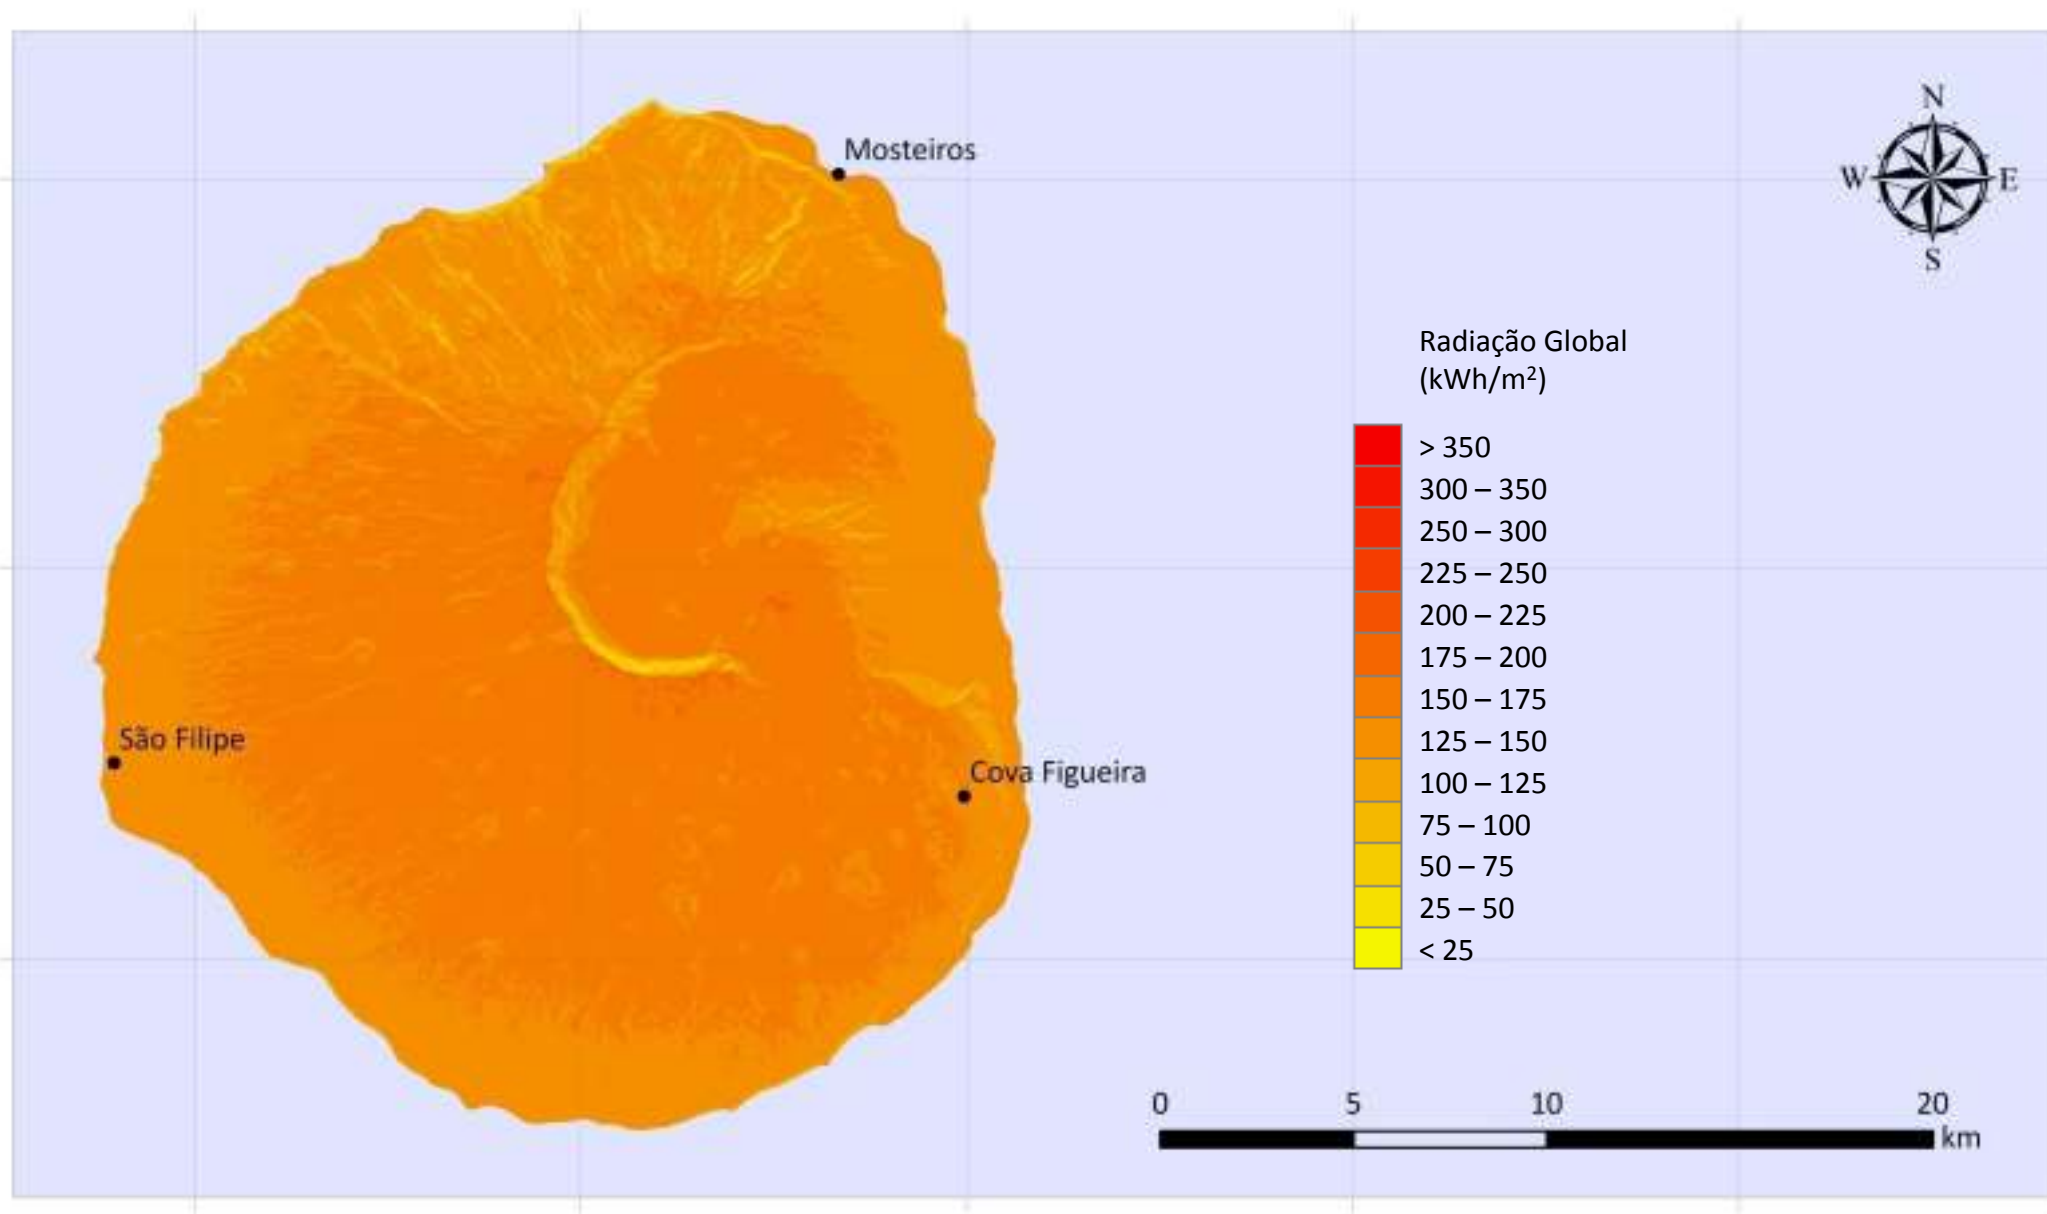 Mosteiros
N
W
E
S
Radiação Global
(kWh/m²)
> 350
300 – 350
250 – 300
225 – 250
200 – 225
175 – 200
150 – 175
125 – 150
100 – 125
75 – 100
50 – 75
25 – 50
< 25
São Filipe
Cova Figueira
0 5 10 20
km